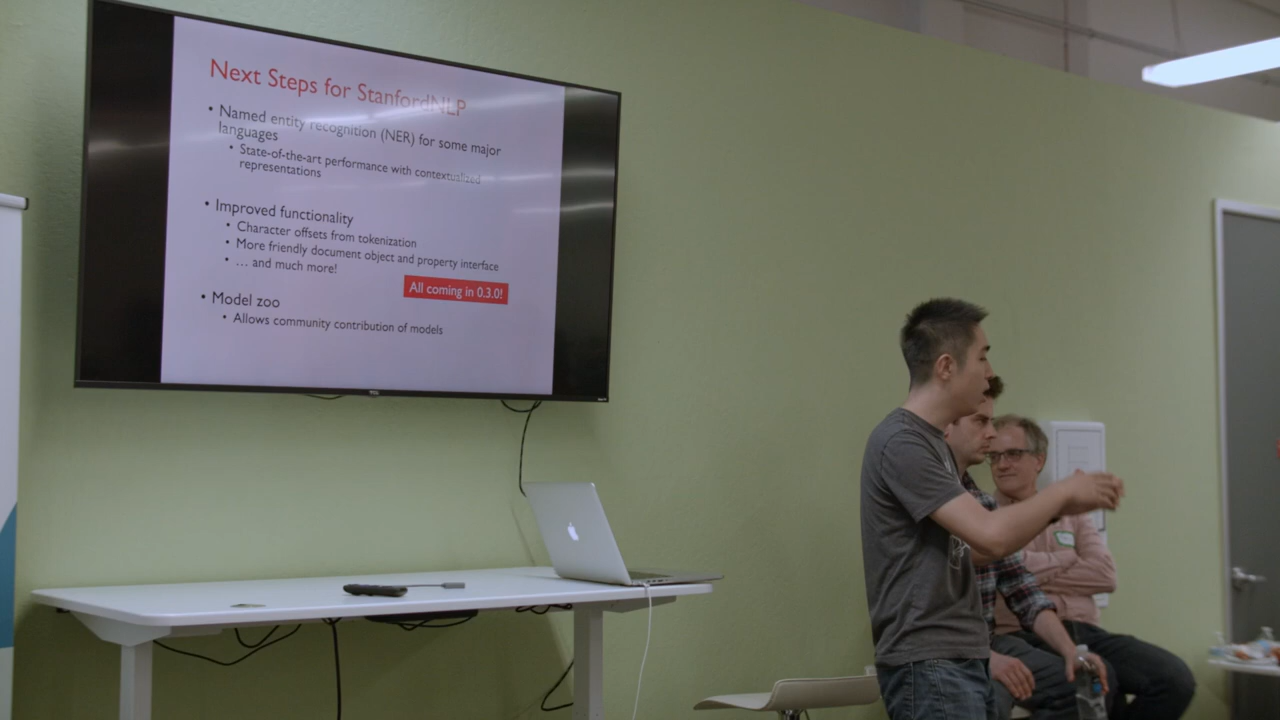 Next Steps for StanfordNLP
• Named entity recognition (NER) for some major
languages
• State-of-the-art performance with contextualized
representations
• Improved functionality
• Character offsets from tokenization
• More friendly document object and property interface
• … and much more!
All coming in 0.3.0!
• Model zoo
• Allows community contribution of models